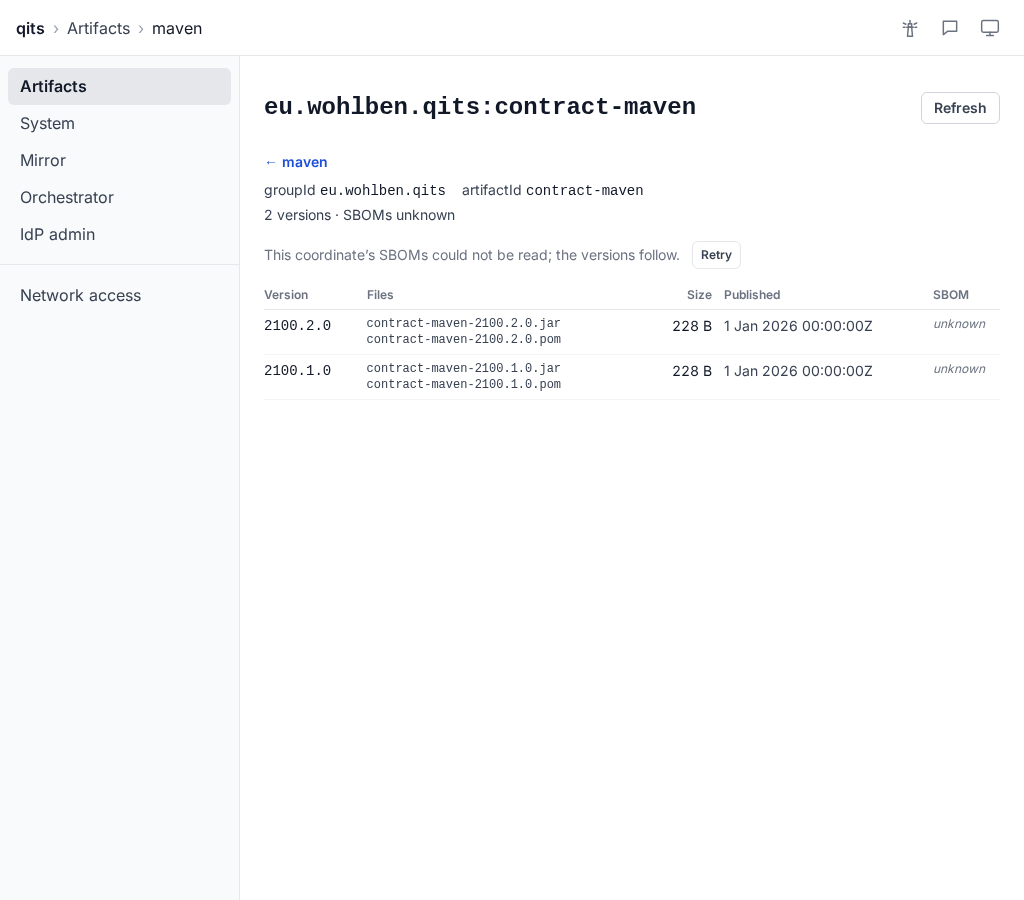 qits › Artifacts › maven
Artifacts
System
Mirror
Orchestrator
IdP admin
Network access
eu.wohlben.qits:contract-maven
Refresh
← maven
groupId eu.wohlben.qits artifactId contract-maven
2 versions · SBOMs unknown
This coordinate’s SBOMs could not be read; the versions follow. Retry
Version Files Size Published SBOM
2100.2.0 contract-maven-2100.2.0.jar 228 B 1 Jan 2026 00:00:00Z unknown
contract-maven-2100.2.0.pom
2100.1.0 contract-maven-2100.1.0.jar 228 B 1 Jan 2026 00:00:00Z unknown
contract-maven-2100.1.0.pom